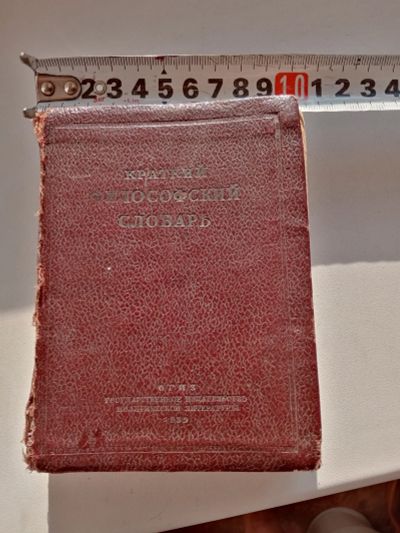 2 3 4 5 6 7 8 9 10 1 2 3 4
КРАТКИЙ
ФИЛОСОФСКИЙ
СЛОВАРЬ
ОГИЗ
ГОСУДАРСТВЕННОЕ ИЗДАТЕЛЬСТВО
ПОЛИТИЧЕСКОЙ ЛИТЕРАТУРЫ
1939